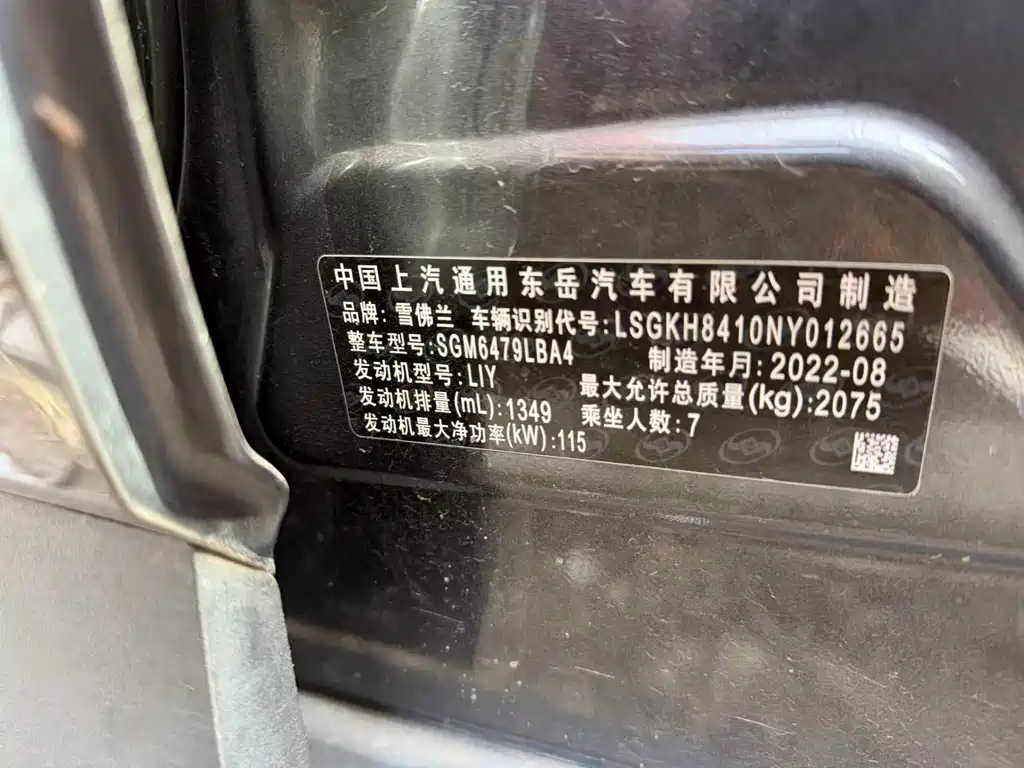 中国上汽通用东岳汽车有限公司制造
品牌: 雪佛兰 车辆识别代号: LSGKH8410NY012665
整车型号: SGM6479LBA4 制造年月: 2022-08
发动机型号: LIY 最大允许总质量(kg): 2075
发动机排量(mL): 1349 乘坐人数: 7
发动机最大净功率(kW): 115